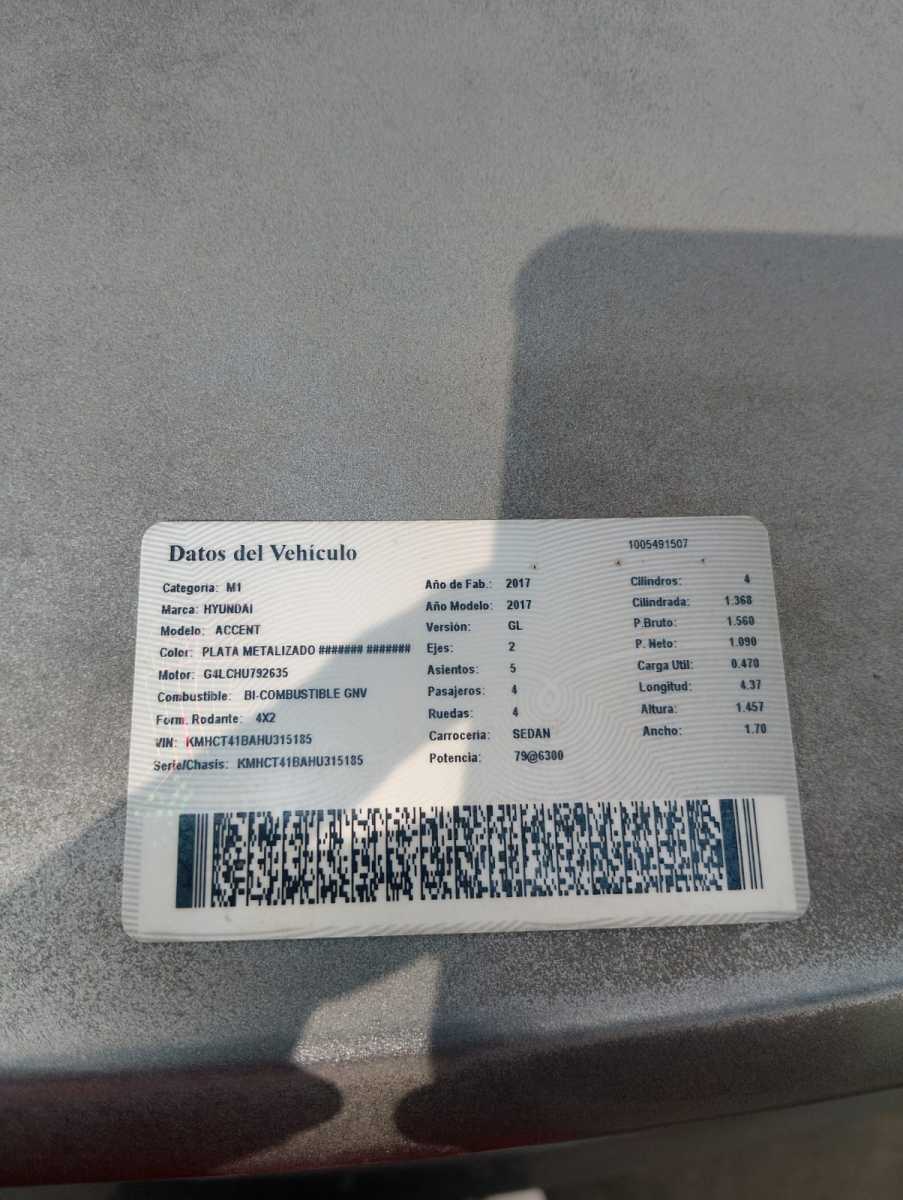 Datos del Vehículo
1005491507
Categoría: M1
Marca: HYUNDAI
Modelo: ACCENT
Color: PLATA METALIZADO ####### #######
Motor: G4LCHU792635
Combustible: BI-COMBUSTIBLE GNV
Form. Rodante: 4X2
VIN: KMHCT41BAHU315185
Serie/Chasis: KMHCT41BAHU315185
Año de Fab.: 2017
Año Modelo: 2017
Versión: GL
Ejes: 2
Asientos: 5
Pasajeros: 4
Ruedas: 4
Carrocería: SEDAN
Potencia: 79@6300
Cilindros: 4
Cilindrada: 1.368
P.Bruto: 1.560
P. Neto: 1.090
Carga Util: 0.470
Longitud: 4.37
Altura: 1.457
Ancho: 1.70